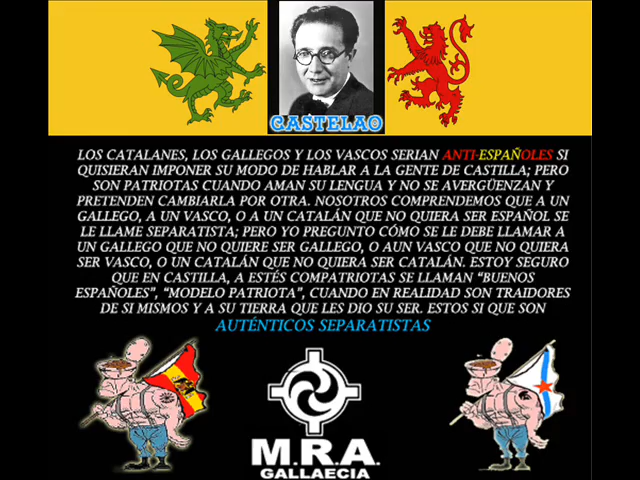 CASTELAO
LOS CATALANES, LOS GALLEGOS Y LOS VASCOS SERIAN ANTI-ESPAÑOLES SI
QUISIERAN IMPONER SU MODO DE HABLAR A LA GENTE DE CASTILLA; PERO
SON PATRIOTAS CUANDO AMAN SU LENGUA Y NO SE AVERGÜENZAN Y
PRETENDEN CAMBIARLA POR OTRA. NOSOTROS COMPRENDEMOS QUE A UN
GALLEGO, A UN VASCO, O A UN CATALÁN QUE NO QUIERA SER ESPAÑOL SE
LE LLAME SEPARATISTA; PERO YO PREGUNTO CÓMO SE LE DEBE LLAMAR A
UN GALLEGO QUE NO QUIERE SER GALLEGO, O AUN VASCO QUE NO QUIERA
SER VASCO, O UN CATALÁN QUE NO QUIERA SER CATALÁN. ESTOY SEGURO
QUE EN CASTILLA, A ESTÉS COMPATRIOTAS SE LLAMAN “BUENOS
ESPAÑOLES”, “MODELO PATRIOTA”, CUANDO EN REALIDAD SON TRAIDORES
DE SI MISMOS Y A SU TIERRA QUE LES DIO SU SER. ESTOS SI QUE SON
AUTÉNTICOS SEPARATISTAS
M.R.A.
GALLAECIA